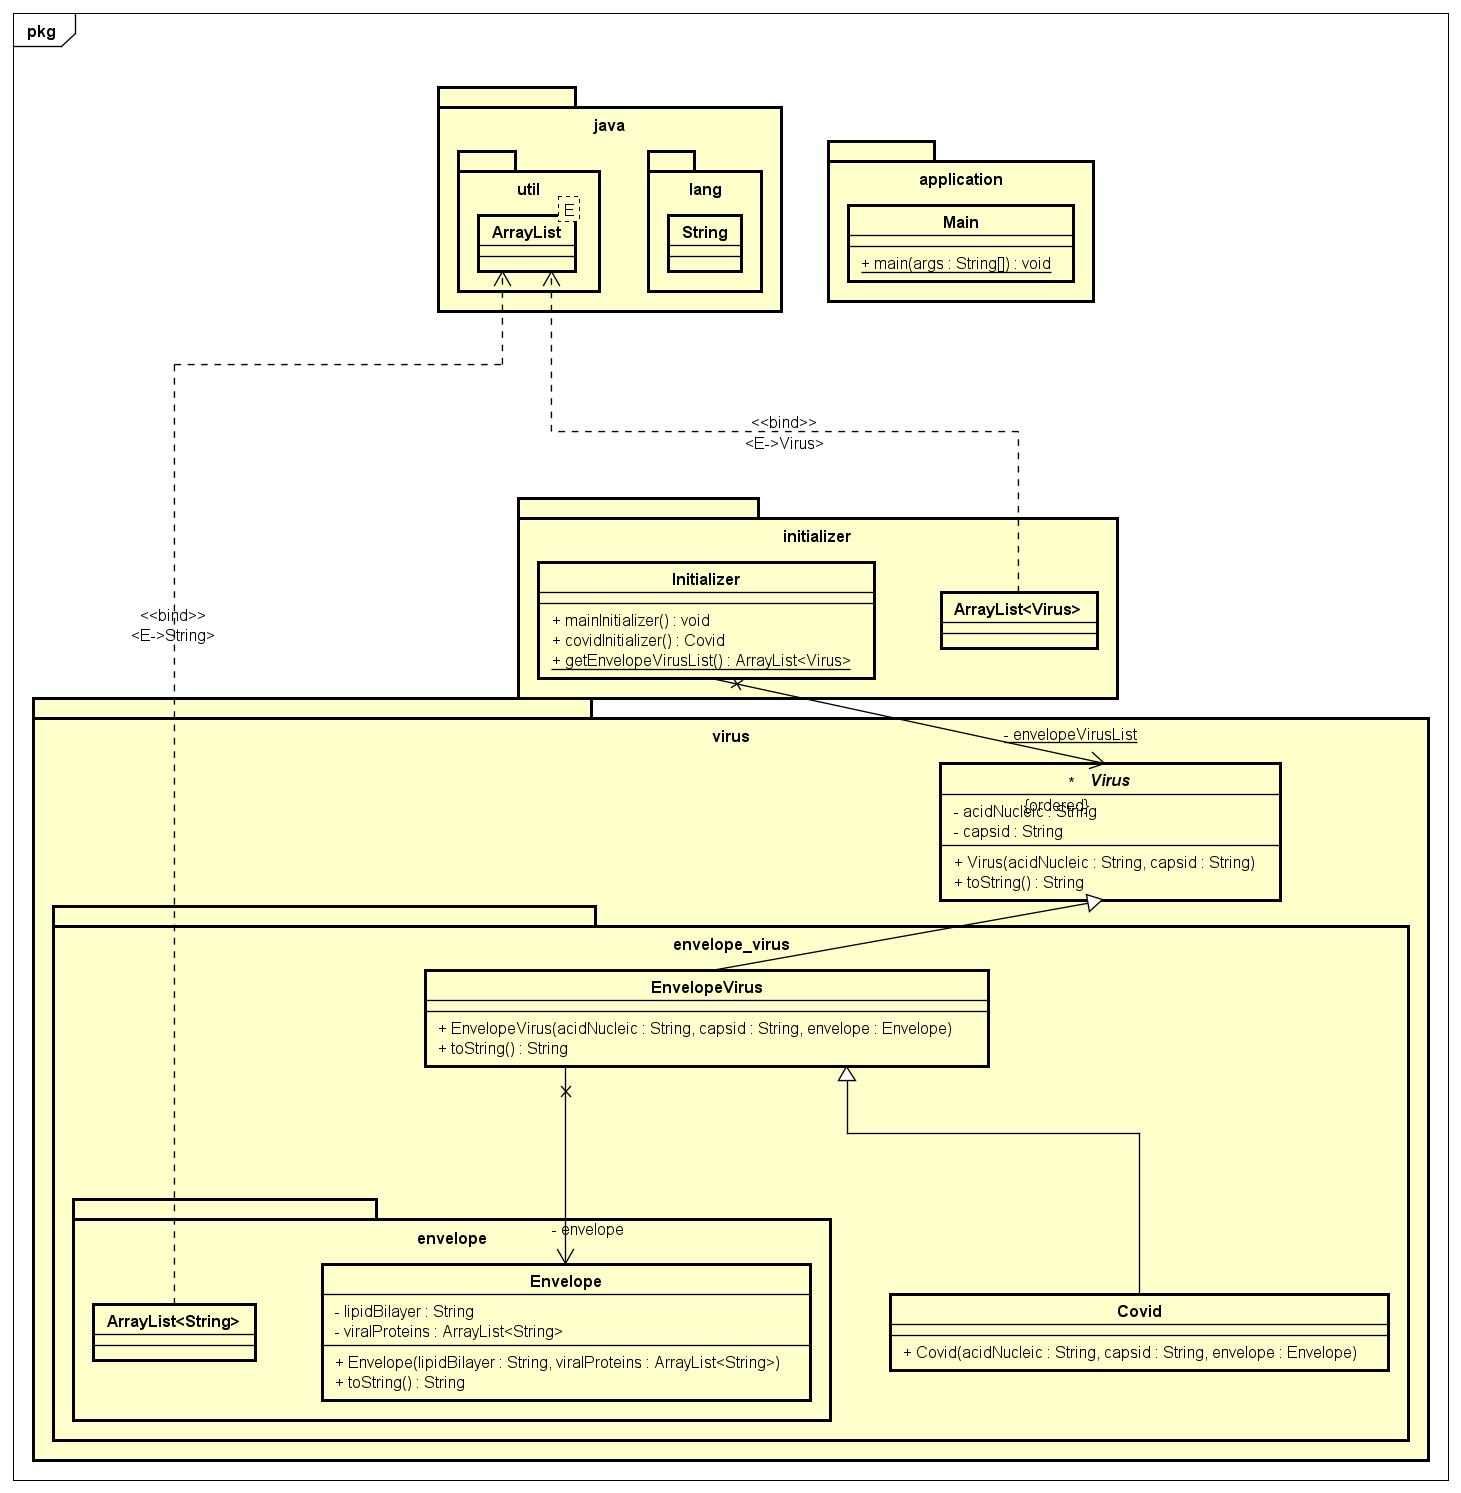 pkg
java
util
E
ArrayList
lang
String
application
Main
+ main(args : String[]) : void
<<bind>>
<E->Virus>
initializer
Initializer
+ mainInitializer() : void
+ covidInitializer() : Covid
+ getEnvelopeVirusList() : ArrayList<Virus>
ArrayList<Virus>
<<bind>>
<E->String>
virus
- envelopeVirusList
*
Virus
{ordered}
- acidNucleic : String
- capsid : String
+ Virus(acidNucleic : String, capsid : String)
+ toString() : String
envelope_virus
EnvelopeVirus
+ EnvelopeVirus(acidNucleic : String, capsid : String, envelope : Envelope)
+ toString() : String
- envelope
envelope
ArrayList<String>
Envelope
- lipidBilayer : String
- viralProteins : ArrayList<String>
+ Envelope(lipidBilayer : String, viralProteins : ArrayList<String>)
+ toString() : String
Covid
+ Covid(acidNucleic : String, capsid : String, envelope : Envelope)